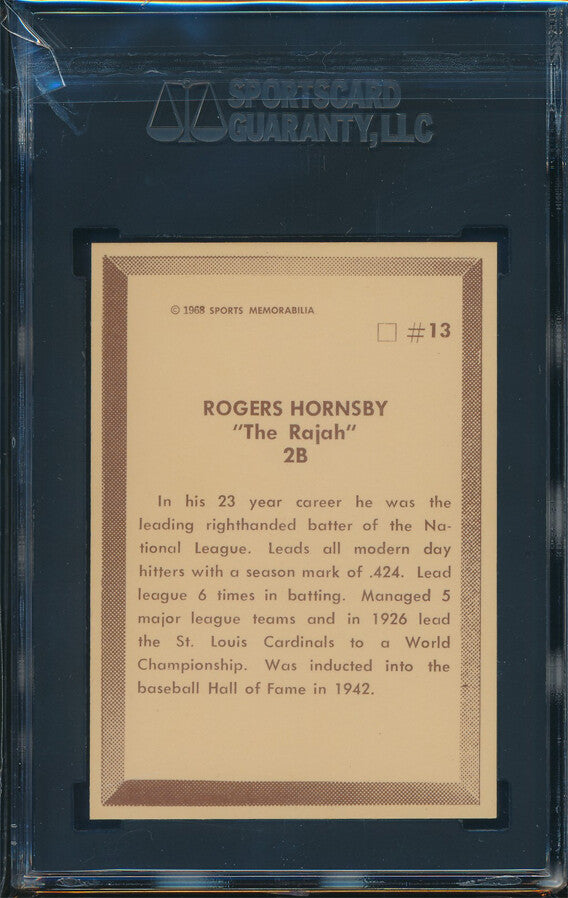 SPORTSCARD
GUARANTY, LLC
© 1968 SPORTS MEMORABILIA
#13
ROGERS HORNSBY
"The Rajah"
2B
In his 23 year career he was the
leading righthanded batter of the Na-
tional League. Leads all modern day
hitters with a season mark of .424. Lead
league 6 times in batting. Managed 5
major league teams and in 1926 lead
the St. Louis Cardinals to a World
Championship. Was inducted into the
baseball Hall of Fame in 1942.